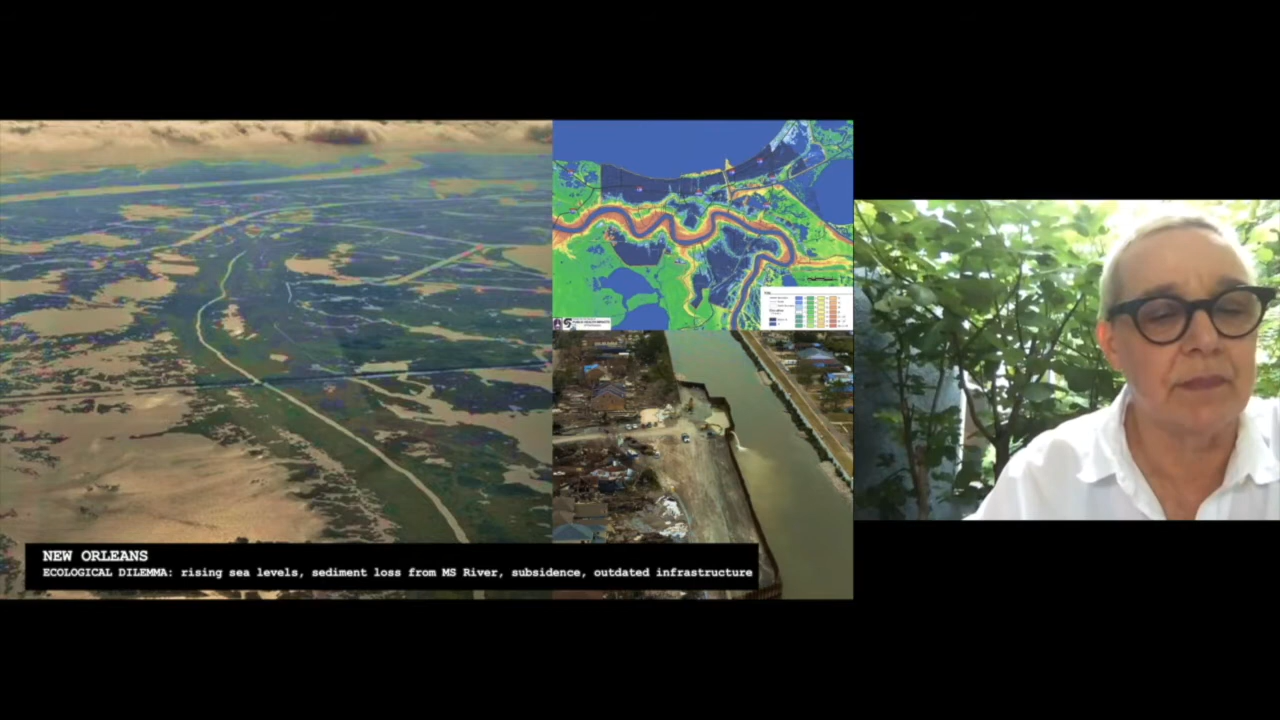 NEW ORLEANS
ECOLOGICAL DILEMMA: rising sea levels, sediment loss from MS River, subsidence, outdated infrastructure